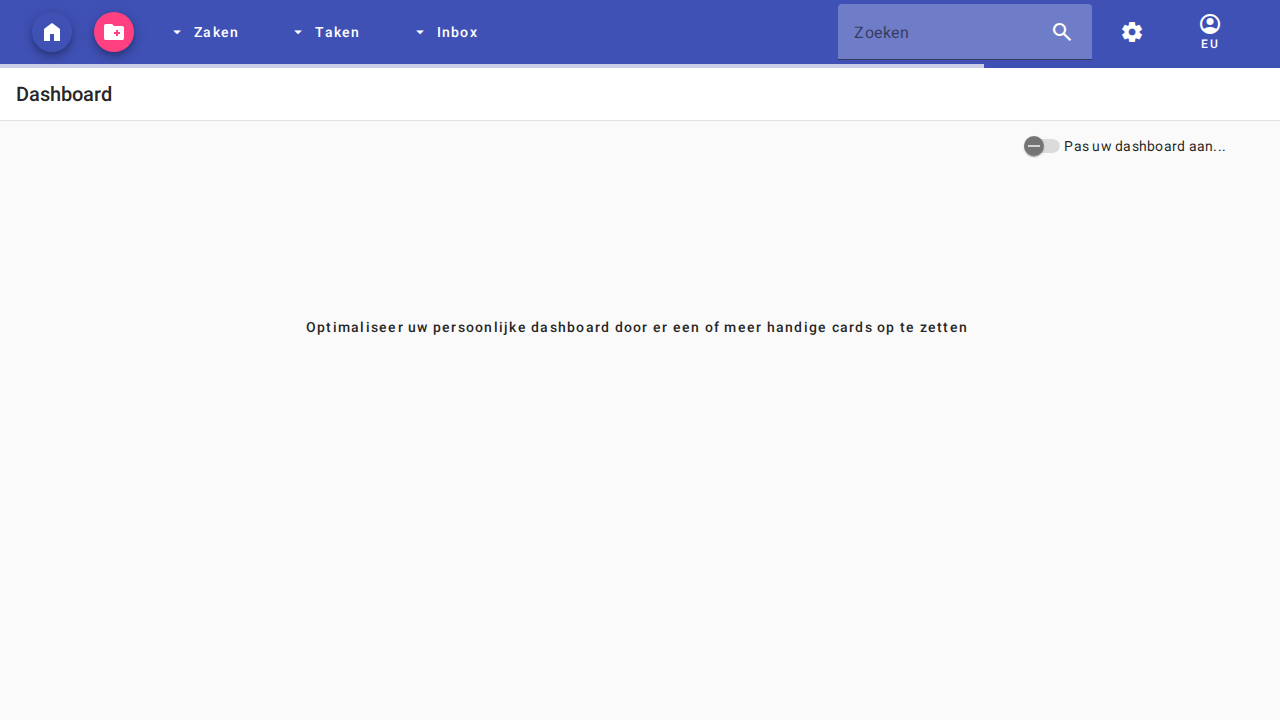 Zaken
Taken
Inbox
Zoeken
EU
Dashboard
Pas uw dashboard aan...
Optimaliseer uw persoonlijke dashboard door er een of meer handige cards op te zetten